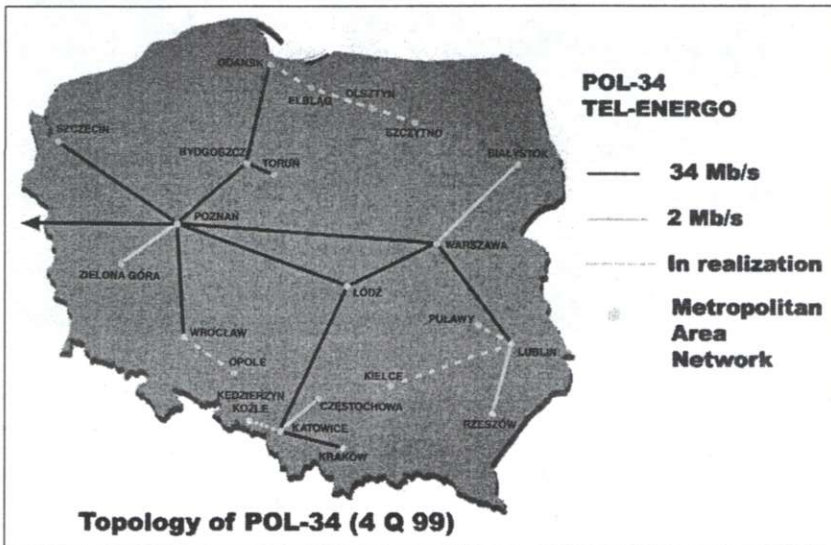 GDAŃSK
OLSZTYN
ELBLĄG
SZCZYTNO
SZCZECIN
BYDGOSZCZ
TORUŃ
BIAŁYSTOK
POZNAŃ
WARSZAWA
ZIELONA GÓRA
ŁÓDŹ
WROCŁAW
PUŁAWY
LUBLIN
OPOLE
KIELCE
KĘDZIERZYN
KOŹLE
CZĘSTOCHOWA
KATOWICE
RZESZÓW
KRAKÓW
POL-34
TEL-ENERGO
34 Mb/s
2 Mb/s
In realization
Metropolitan
Area
Network
Topology of POL-34 (4 Q 99)